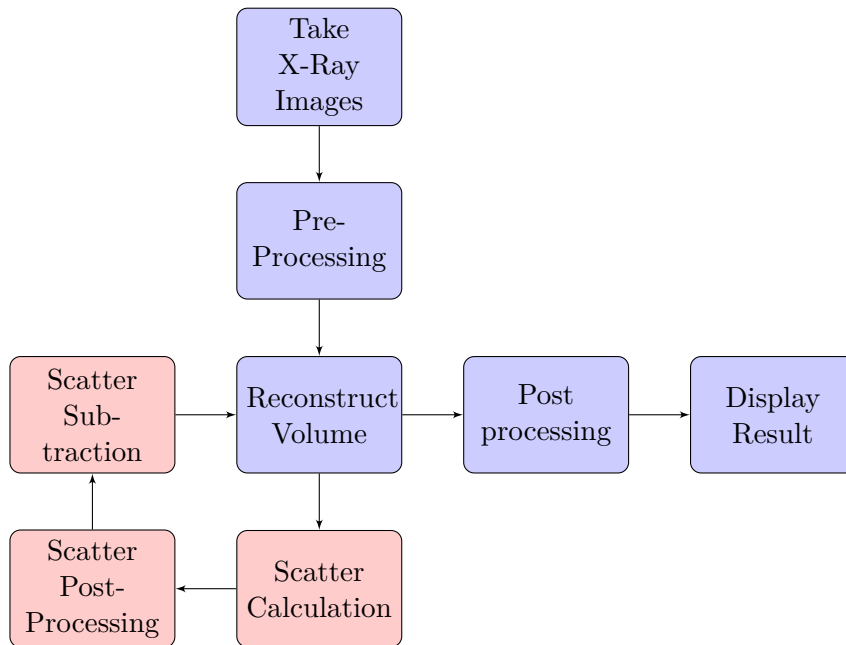 Take
X-Ray
Images
Pre-
Processing
Scatter
Sub-
traction
Reconstruct
Volume
Post
processing
Display
Result
Scatter
Post-
Processing
Scatter
Calculation